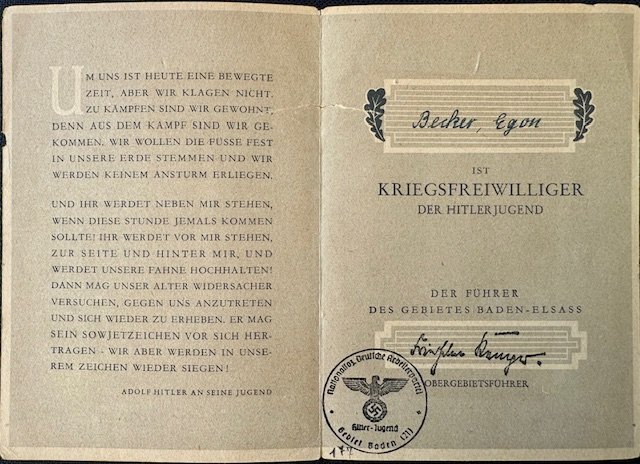 UM UNS IST HEUTE EINE BEWEGTE
ZEIT, ABER WIR KLAGEN NICHT.
ZU KÄMPFEN SIND WIR GEWOHNT,
DENN AUS DEM KAMPF SIND WIR GE-
KOMMEN. WIR WOLLEN DIE FÜSSE FEST
IN UNSERE ERDE STEMMEN UND WIR
WERDEN KEINEM ANSTURM ERLIEGEN.
UND IHR WERDET NEBEN MIR STEHEN,
WENN DIESE STUNDE JEMALS KOMMEN
SOLLTE! IHR WERDET VOR MIR STEHEN,
ZUR SEITE UND HINTER MIR, UND
WERDET UNSERE FAHNE HOCHHALTEN!
DANN MAG UNSER ALTER WIDERSACHER
VERSUCHEN, GEGEN UNS ANZUTRETEN
UND SICH WIEDER ZU ERHEBEN. ER MAG
SEIN SOWJETZEICHEN VOR SICH HER-
TRAGEN - WIR ABER WERDEN IN UNSE-
REM ZEICHEN WIEDER SIEGEN!
ADOLF HITLER AN SEINE JUGEND
Becker, Egon
IST
KRIEGSFREIWILLIGER
DER HITLERJUGEND
DER FÜHRER
DES GEBIETES BADEN-ELSASS
OBERGEBIETSFÜHRER
Nationalsoz. Deutsche Arbeiterpartei
Hitler-Jugend
Gebiet Baden (21)
177